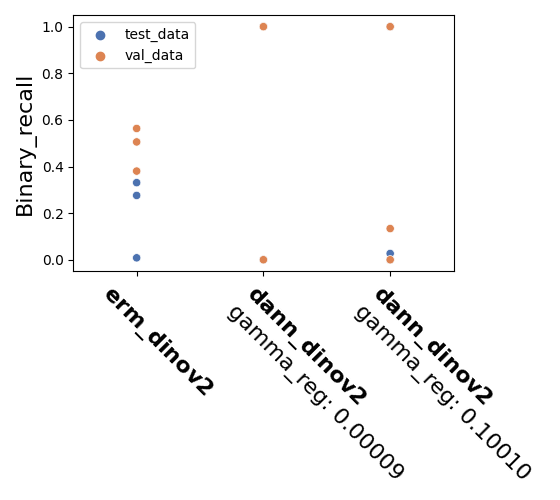 test_data
val_data
Binary_recall
1.0
0.8
0.6
0.4
0.2
0.0
erm_dinov2
dann_dinov2
gamma_reg: 0.00009
dann_dinov2
gamma_reg: 0.10010